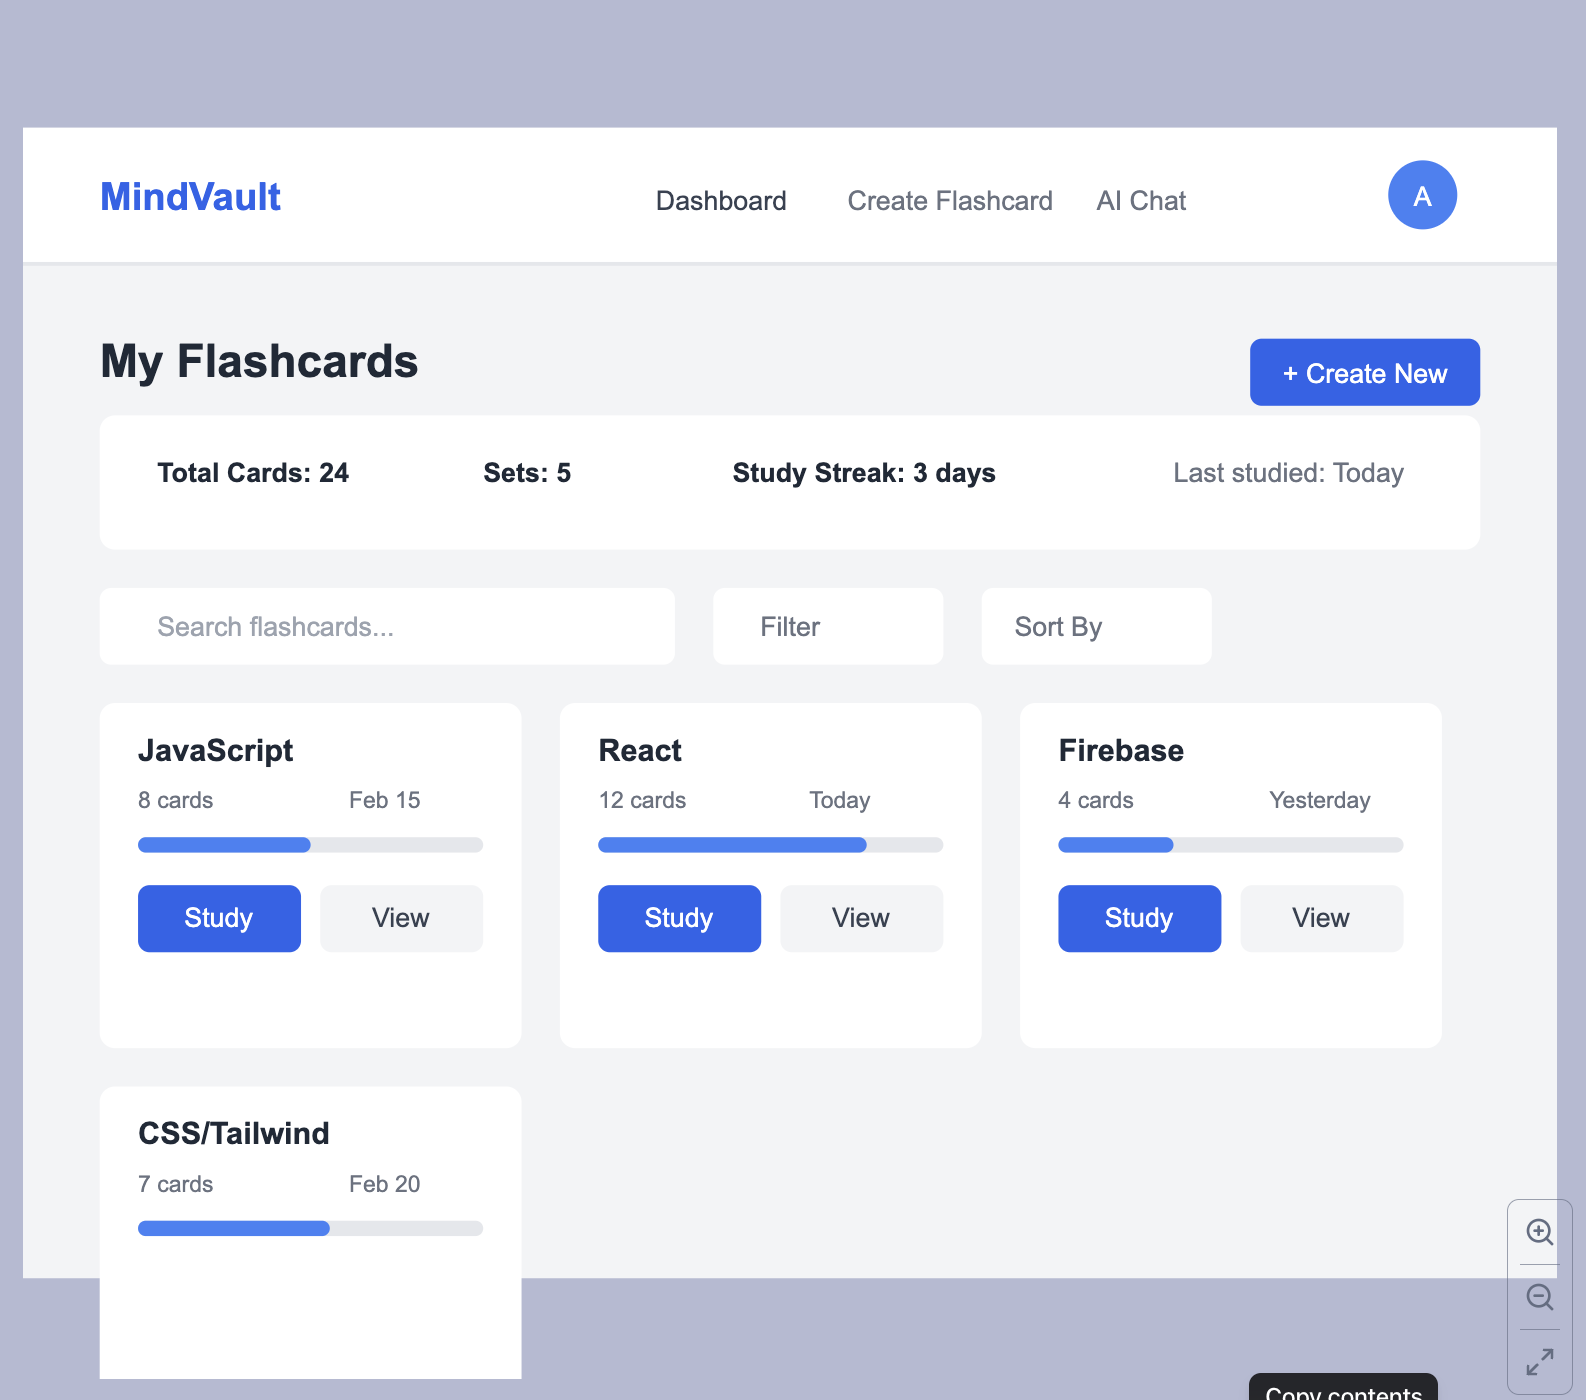 MindVault
Dashboard Create Flashcard AI Chat
A
My Flashcards
+ Create New
Total Cards: 24 Sets: 5 Study Streak: 3 days Last studied: Today
Search flashcards... Filter Sort By
JavaScript
8 cards Feb 15
Study View
React
12 cards Today
Study View
Firebase
4 cards Yesterday
Study View
CSS/Tailwind
7 cards Feb 20
Copy contents